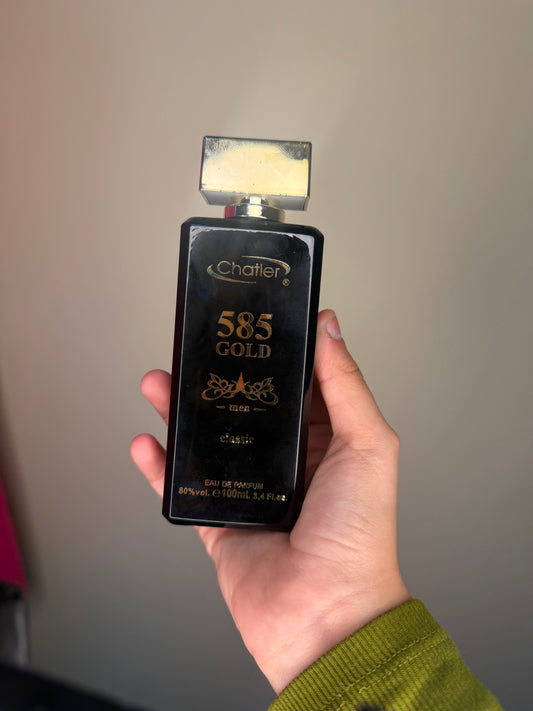 Chatler ®
585
GOLD
men
classic
EAU DE PARFUM
80%vol. ℮100mL 3,4 Fl.oz.